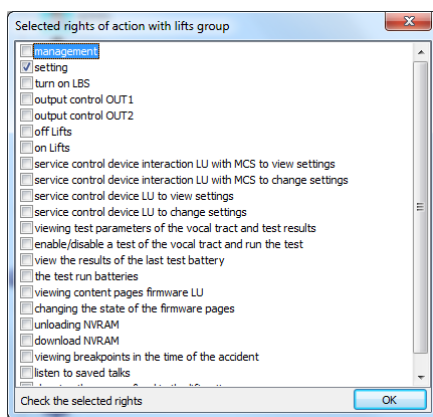 Selected rights of action with lifts group
management
setting
turn on LBS
output control OUT1
output control OUT2
off Lifts
on Lifts
service control device interaction LU with MCS to view settings
service control device interaction LU with MCS to change settings
service control device LU to view settings
service control device LU to change settings
viewing test parameters of the vocal tract and test results
enable/disable a test of the vocal tract and run the test
view the results of the last test battery
the test run batteries
viewing content pages firmware LU
changing the state of the firmware pages
unloading NVRAM
download NVRAM
viewing breakpoints in the time of the accident
listen to saved talks
Check the selected rights
OK